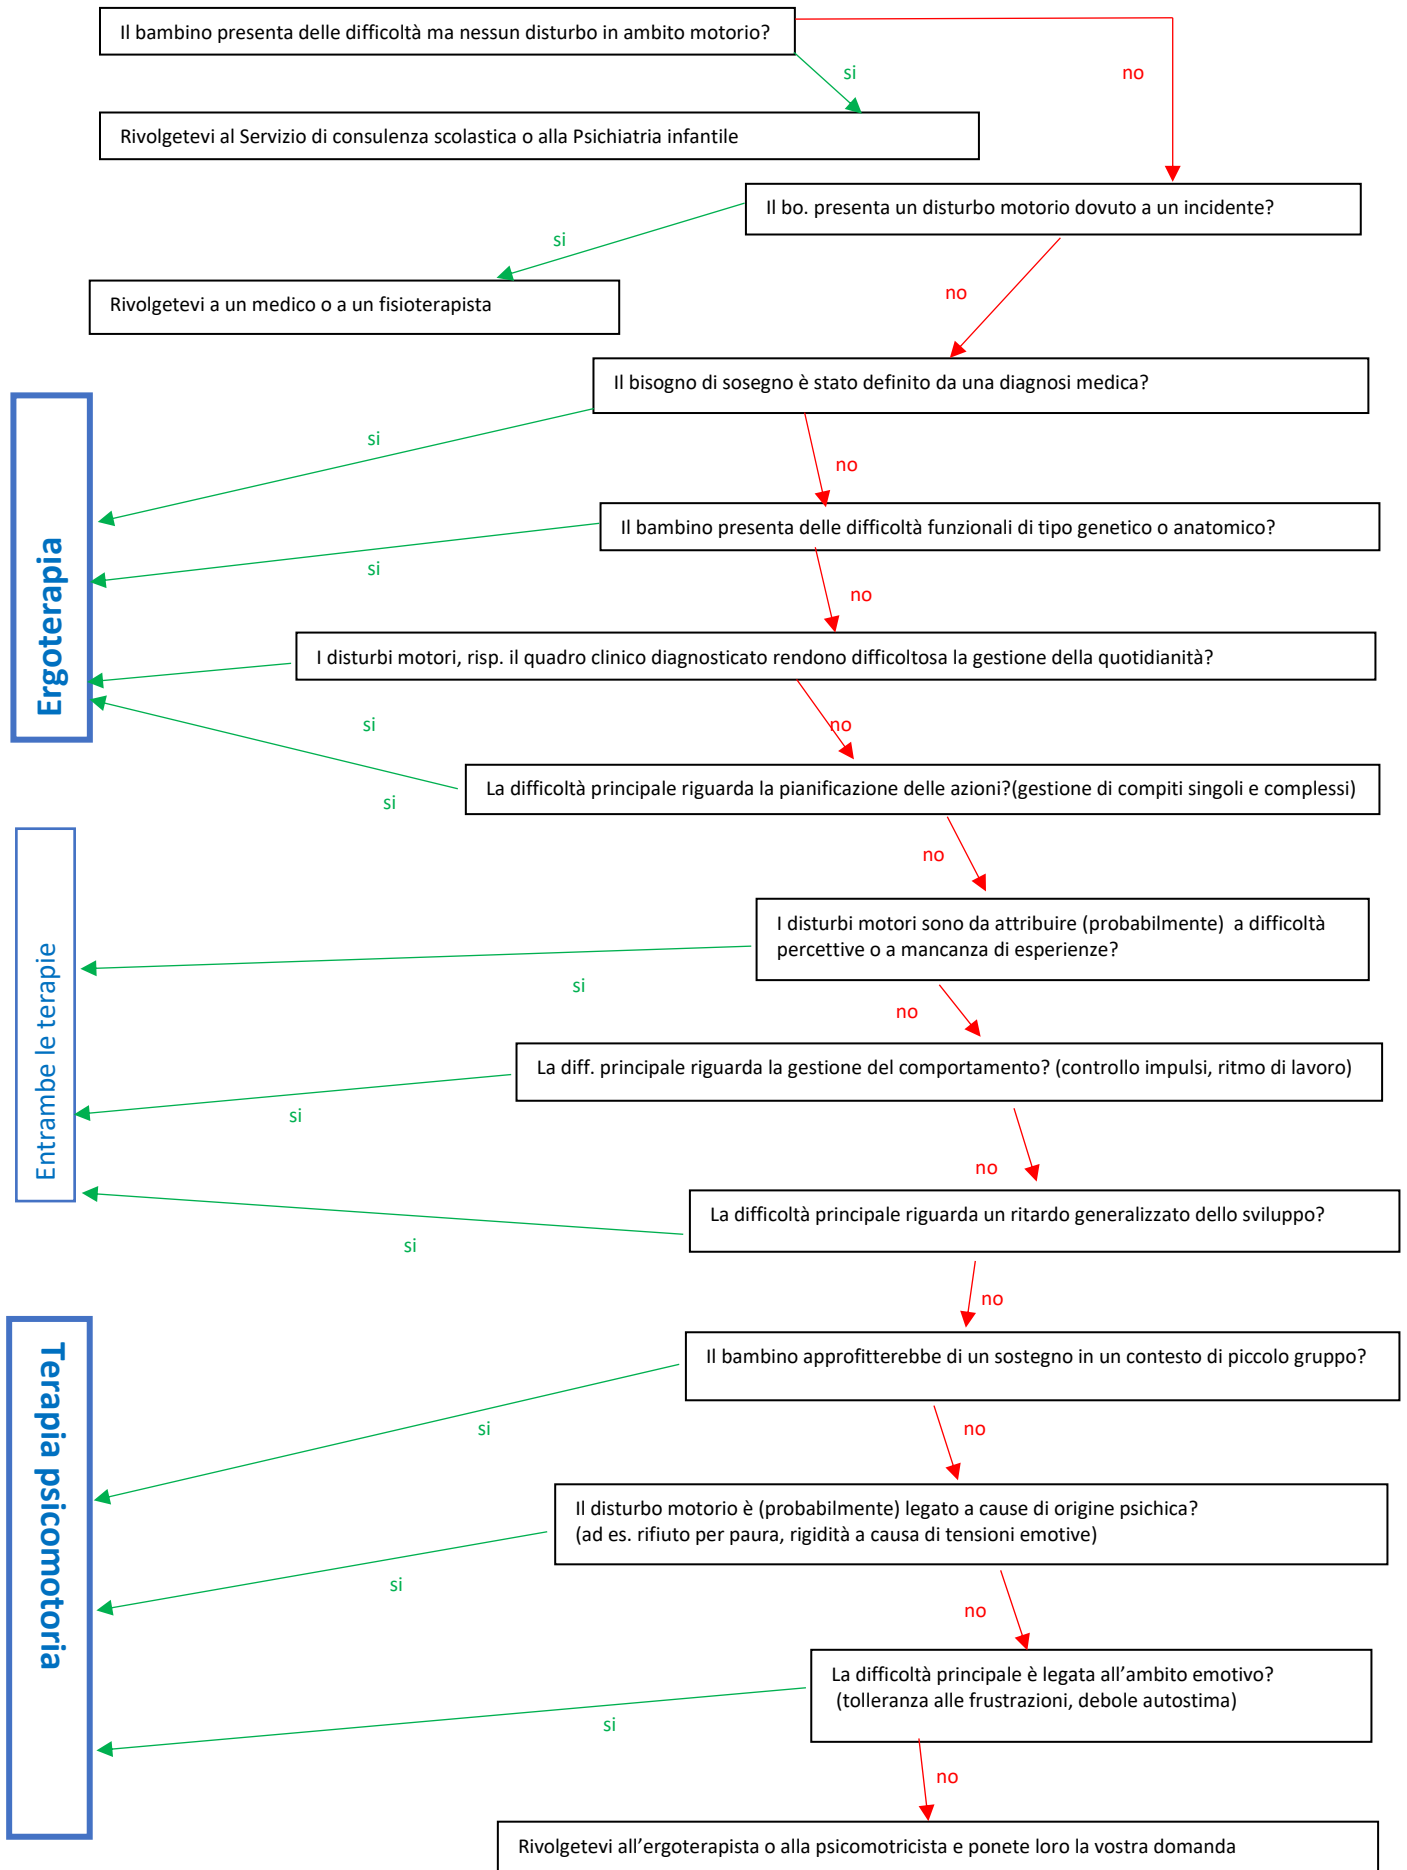 Il bambino presenta delle difficoltà ma nessun disturbo in ambito motorio?
si
no
Rivolgetevi al Servizio di consulenza scolastica o alla Psichiatria infantile
Il bo. presenta un disturbo motorio dovuto a un incidente?
si
no
Rivolgetevi a un medico o a un fisioterapista
Il bisogno di sosegno è stato definito da una diagnosi medica?
si
no
Ergoterapia
Il bambino presenta delle difficoltà funzionali di tipo genetico o anatomico?
si
no
I disturbi motori, risp. il quadro clinico diagnosticato rendono difficoltosa la gestione della quotidianità?
si
no
La difficoltà principale riguarda la pianificazione delle azioni?(gestione di compiti singoli e complessi)
si
no
Entrambe le terapie
I disturbi motori sono da attribuire (probabilmente)  a difficoltà
percettive o a mancanza di esperienze?
si
no
La diff. principale riguarda la gestione del comportamento? (controllo impulsi, ritmo di lavoro)
si
no
La difficoltà principale riguarda un ritardo generalizzato dello sviluppo?
si
no
Terapia psicomotoria
Il bambino approfitterebbe di un sostegno in un contesto di piccolo gruppo?
si
no
Il disturbo motorio è (probabilmente) legato a cause di origine psichica?
(ad es. rifiuto per paura, rigidità a causa di tensioni emotive)
si
no
La difficoltà principale è legata all’ambito emotivo?
(tolleranza alle frustrazioni, debole autostima)
si
no
Rivolgetevi all’ergoterapista o alla psicomotricista e ponete loro la vostra domanda